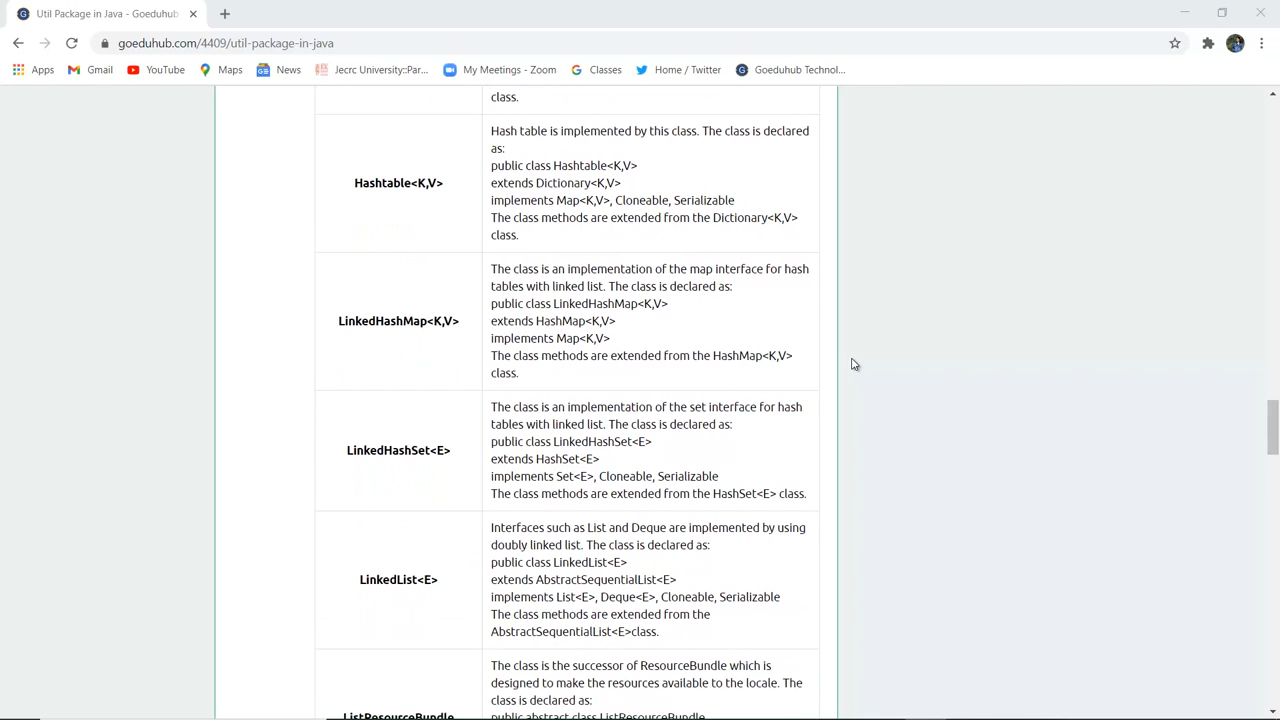 Util Package in Java - Goeduhub
goeduhub.com/4409/util-package-in-java
Apps Gmail YouTube Maps News Jecrc University::Par... My Meetings - Zoom Classes Home / Twitter Goeduhub Technol...
class.
Hashtable<K,V>
Hash table is implemented by this class. The class is declared
as:
public class Hashtable<K,V>
extends Dictionary<K,V>
implements Map<K,V>, Cloneable, Serializable
The class methods are extended from the Dictionary<K,V>
class.
LinkedHashMap<K,V>
The class is an implementation of the map interface for hash
tables with linked list. The class is declared as:
public class LinkedHashMap<K,V>
extends HashMap<K,V>
implements Map<K,V>
The class methods are extended from the HashMap<K,V>
class.
LinkedHashSet<E>
The class is an implementation of the set interface for hash
tables with linked list. The class is declared as:
public class LinkedHashSet<E>
extends HashSet<E>
implements Set<E>, Cloneable, Serializable
The class methods are extended from the HashSet<E> class.
LinkedList<E>
Interfaces such as List and Deque are implemented by using
doubly linked list. The class is declared as:
public class LinkedList<E>
extends AbstractSequentialList<E>
implements List<E>, Deque<E>, Cloneable, Serializable
The class methods are extended from the
AbstractSequentialList<E>class.
ListResourceBundle
The class is the successor of ResourceBundle which is
designed to make the resources available to the locale. The
class is declared as:
public abstract class ListResourceBundle